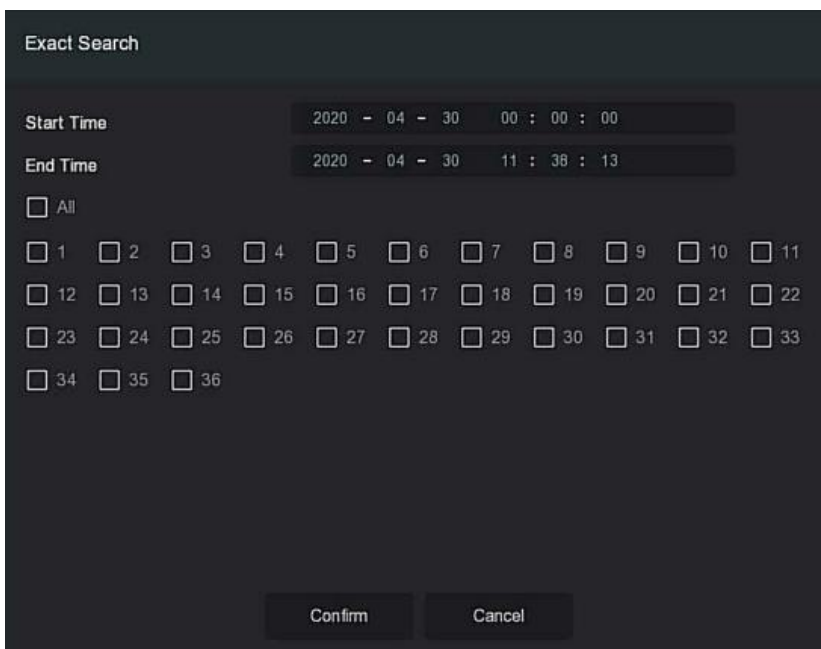 Exact Search
Start Time 2020 - 04 - 30 00 : 00 : 00
End Time 2020 - 04 - 30 11 : 38 : 13
All
1 2 3 4 5 6 7 8 9 10 11
12 13 14 15 16 17 18 19 20 21 22
23 24 25 26 27 28 29 30 31 32 33
34 35 36
Confirm Cancel